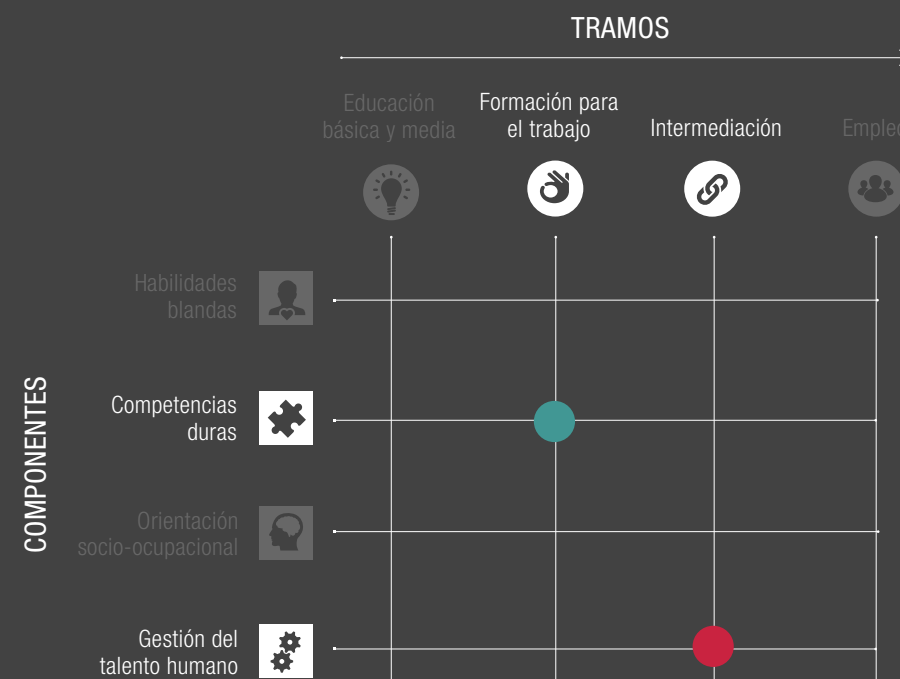 TRAMOS
Educación
básica y media
Formación para
el trabajo
Intermediación
Habilidades
blandas
Competencias
duras
COMPONENTES
Orientación
socio-ocupacional
Gestión del
talento humano